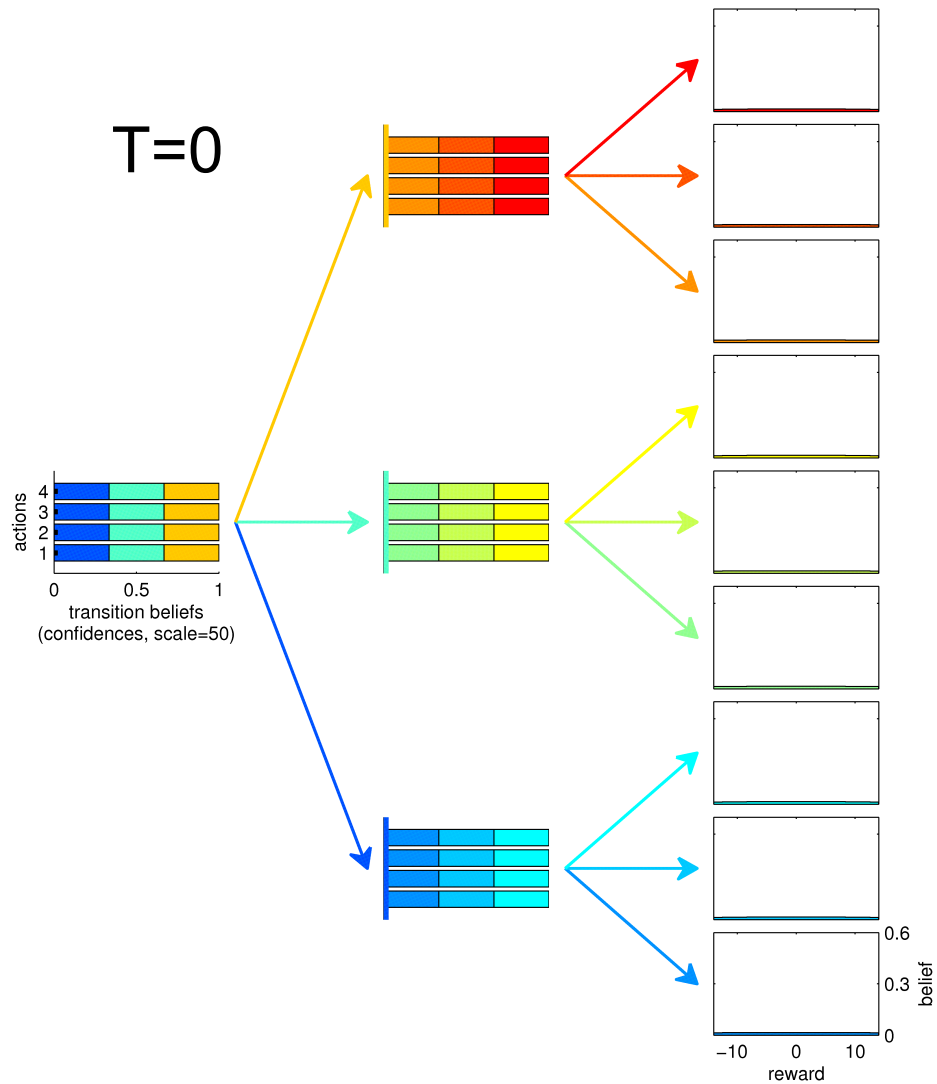 T=0
actions
4
3
2
1
0 0.5 1
transition beliefs
(confidences, scale=50)
0.6
0.3
0
belief
−10 0 10
reward